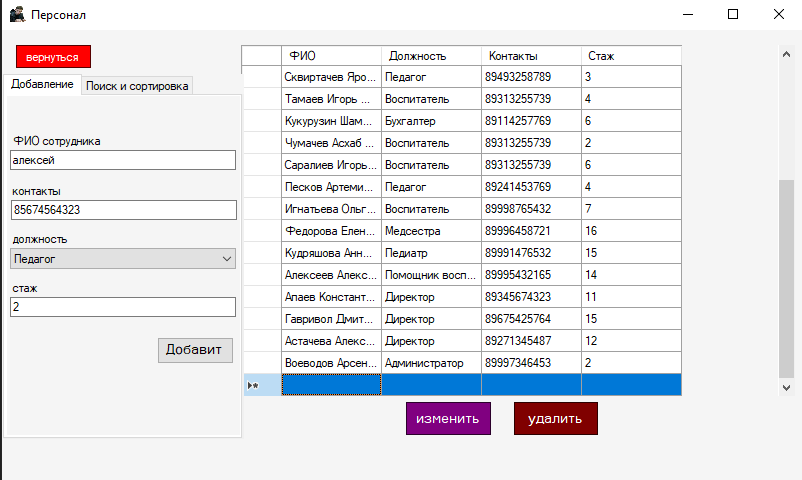 Персонал
вернуться
Добавление Поиск и сортировка
ФИО сотрудника
алексей
контакты
85674564323
должность
Педагог
стаж
2
Добавит
ФИО Должность Контакты Стаж
Сквиртачев Яро... Педагог 89493258789 3
Тамаев Игорь ... Воспитатель 89313255739 4
Кукурузин Шам... Бухгалтер 89114257769 6
Чумачев Асхаб ... Воспитатель 89313255739 2
Саралиев Игорь... Воспитатель 89313255739 6
Песков Артеми... Педагог 89241453769 4
Игнатьева Ольг... Воспитатель 89998765432 7
Федорова Елен... Медсестра 89996458721 16
Кудряшова Анн... Педиатр 89991476532 15
Алексеев Алекс... Помощник восп... 89995432165 14
Апаев Констант... Директор 89345674323 11
Гавривол Дмит... Директор 89675425764 15
Астачева Алекс... Директор 89271345487 12
Воеводов Арсен... Администратор 89997346453 2
изменить удалить